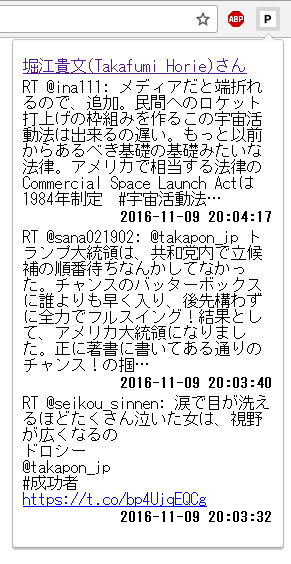 ABP
P
堀江貴文(Takafumi Horie)さん
RT @ina111: メディアだと端折れ
るので、追加。民間へのロケット
打上げの枠組みを作るこの宇宙活
動法は出来るの遅い。もっと以前
からあるべき基礎の基礎みたいな
法律。アメリカで相当する法律の
Commercial Space Launch Actは
1984年制定　#宇宙活動法…
2016-11-09 20:04:17
RT @sana021902: @takapon_jp ト
ランプ大統領は、共和党内で立候
補の順番待ちなんかしてなかっ
た。チャンスのバッターボックス
に誰よりも早く入り、後先構わず
に全力でフルスイング！結果とし
て、アメリカ大統領になりまし
た。正に著書に書いてある通りの
チャンス！の掴…
2016-11-09 20:03:40
RT @seikou_sinnen: 涙で目が洗え
るほどたくさん泣いた女は、視野
が広くなるの
ドロシー
@takapon_jp
#成功者
https://t.co/bp4UjqEQCg
2016-11-09 20:03:32